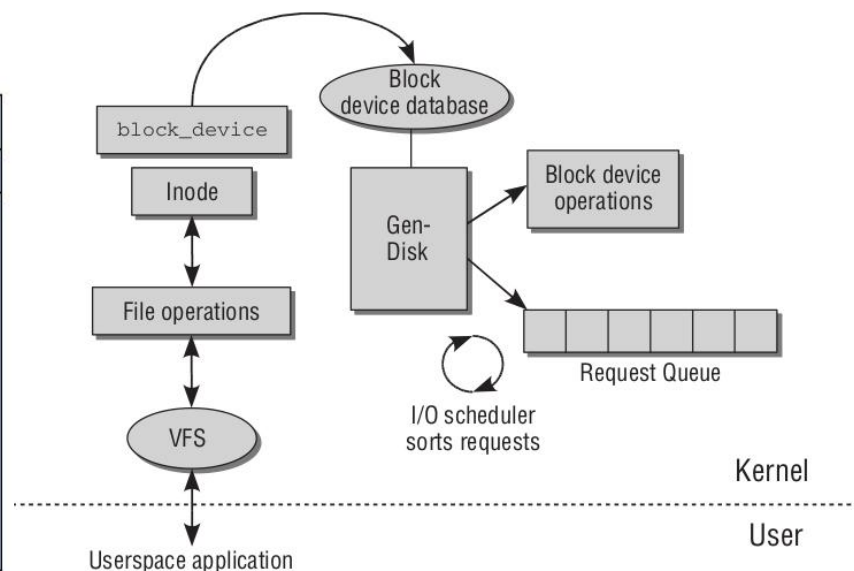 Block
device database
block_device
Inode
Block device
operations
Gen-
Disk
File operations
Request Queue
I/O scheduler
sorts requests
VFS
Kernel
User
Userspace application